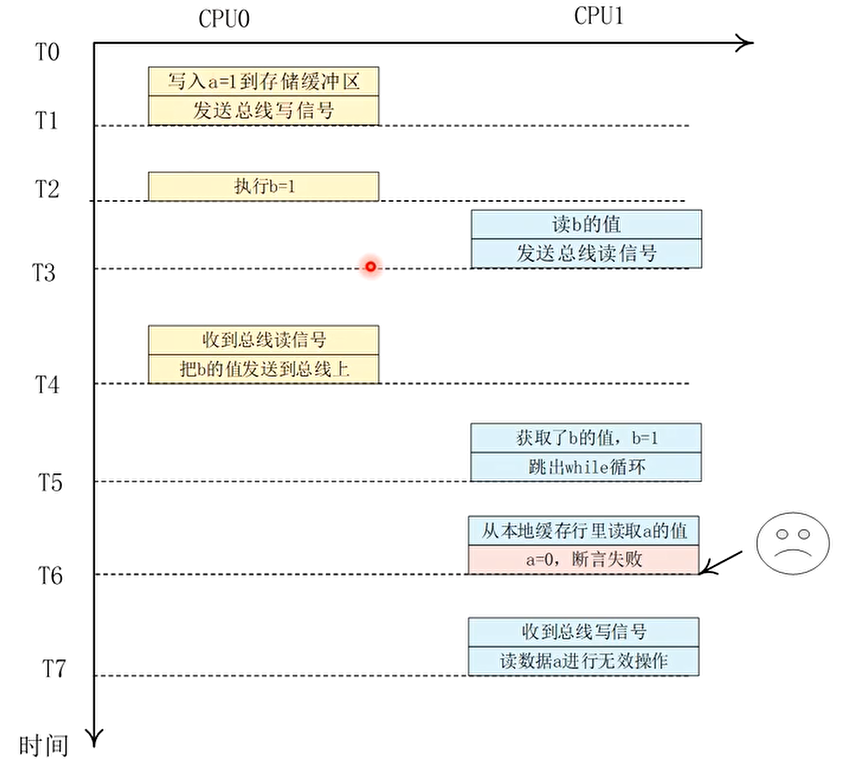 CPU0
CPU1
T0
写入a=1到存储缓冲区
发送总线写信号
T1
T2
执行b=1
读b的值
发送总线读信号
T3
收到总线读信号
把b的值发送到总线上
T4
获取了b的值，b=1
跳出while循环
T5
从本地缓存行里读取a的值
a=0，断言失败
T6
收到总线写信号
读数据a进行无效操作
T7
时间